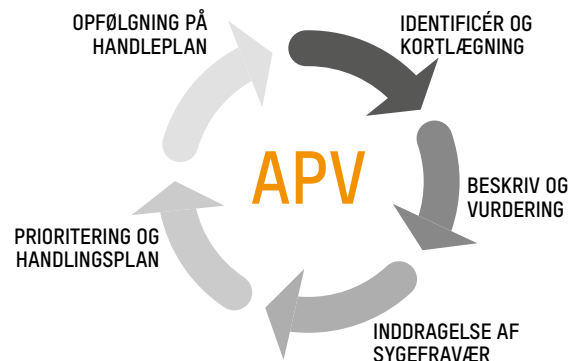 OPFØLGNING PÅ
HANDLEPLAN
IDENTIFICÉR OG
KORTLÆGNING
APV
BESKRIV OG
VURDERING
PRIORITERING OG
HANDLINGSPLAN
INDDRAGELSE AF
SYGEFRAVÆR